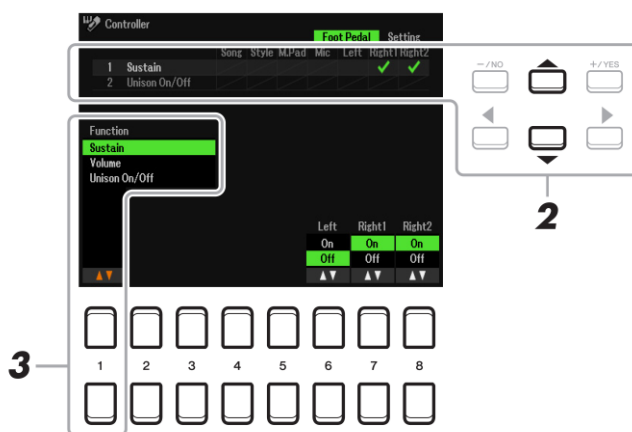 Controller
Foot Pedal Setting
Song Style M.Pad Mic Left Right1 Right2
1 Sustain
2 Unison On/Off
−/NO +/YES
2
Function
Sustain
Volume
Unison On/Off
Left Right1 Right2
On On On
Off Off Off
3
1 2 3 4 5 6 7 8